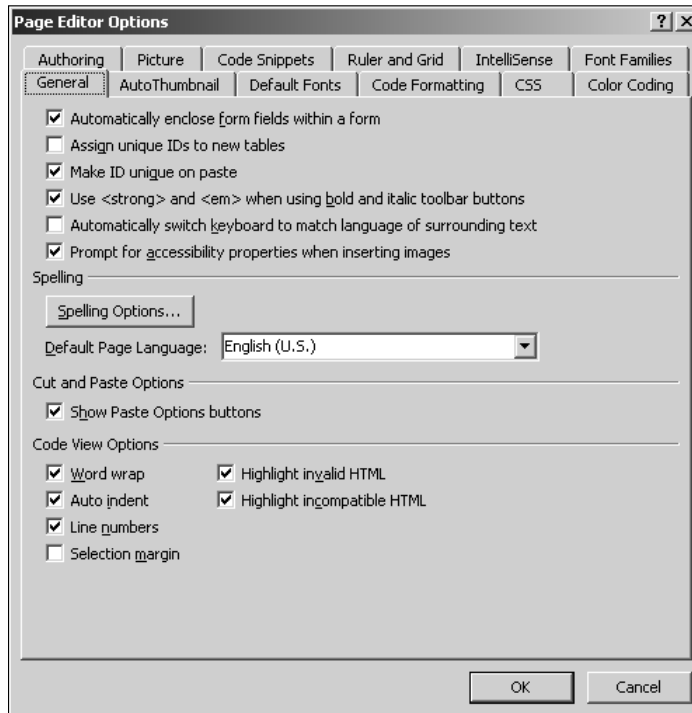 Page Editor Options
Authoring Picture Code Snippets Ruler and Grid IntelliSense Font Families
General AutoThumbnail Default Fonts Code Formatting CSS Color Coding
Automatically enclose form fields within a form
Assign unique IDs to new tables
Make ID unique on paste
Use <strong> and <em> when using bold and italic toolbar buttons
Automatically switch keyboard to match language of surrounding text
Prompt for accessibility properties when inserting images
Spelling
Spelling Options...
Default Page Language: English (U.S.)
Cut and Paste Options
Show Paste Options buttons
Code View Options
Word wrap Highlight invalid HTML
Auto indent Highlight incompatible HTML
Line numbers
Selection margin
OK Cancel